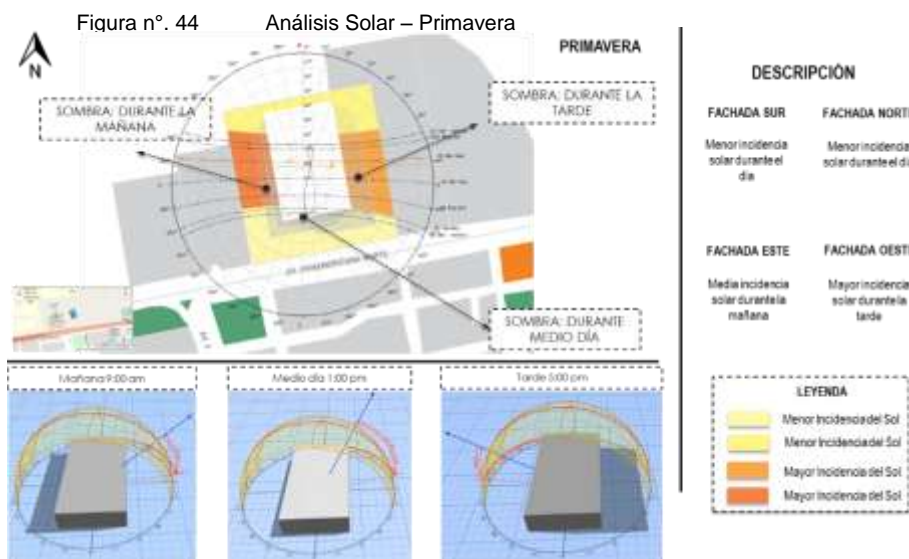 Figura n°. 44 Análisis Solar – Primavera
N
PRIMAVERA
SOMBRA: DURANTE LA
MAÑANA
SOMBRA: DURANTE LA
TARDE
SOMBRA: DURANTE
MEDIO DÍA
DESCRIPCIÓN
FACHADA SUR
Menor incidencia
solar durante el
día
FACHADA NORTE
Menor incidencia
solar durante el dí
FACHADA ESTE
Media incidencia
solar durante la
mañana
FACHADA OESTE
Mayor incidencia
solar durante la
tarde
Mañana 9:00 am
Medio día 1:00 pm
Tarde 5:00 pm
LEYENDA
Menor Incidencia del Sol
Menor Incidencia del Sol
Mayor Incidencia del Sol
Mayor Incidencia del Sol